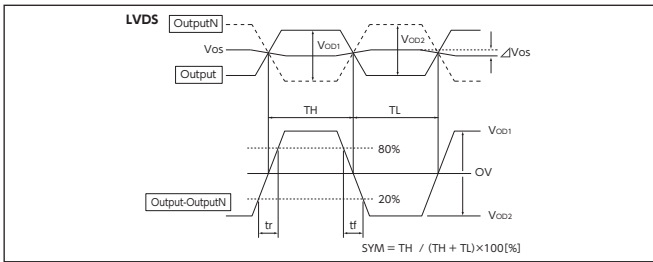 LVDS
OutputN
Vos
VOD1
VOD2
⊿Vos
Output
TH
TL
VOD1
80%
OV
Output-OutputN
20%
VOD2
tr
tf
SYM = TH / (TH + TL)×100[%]